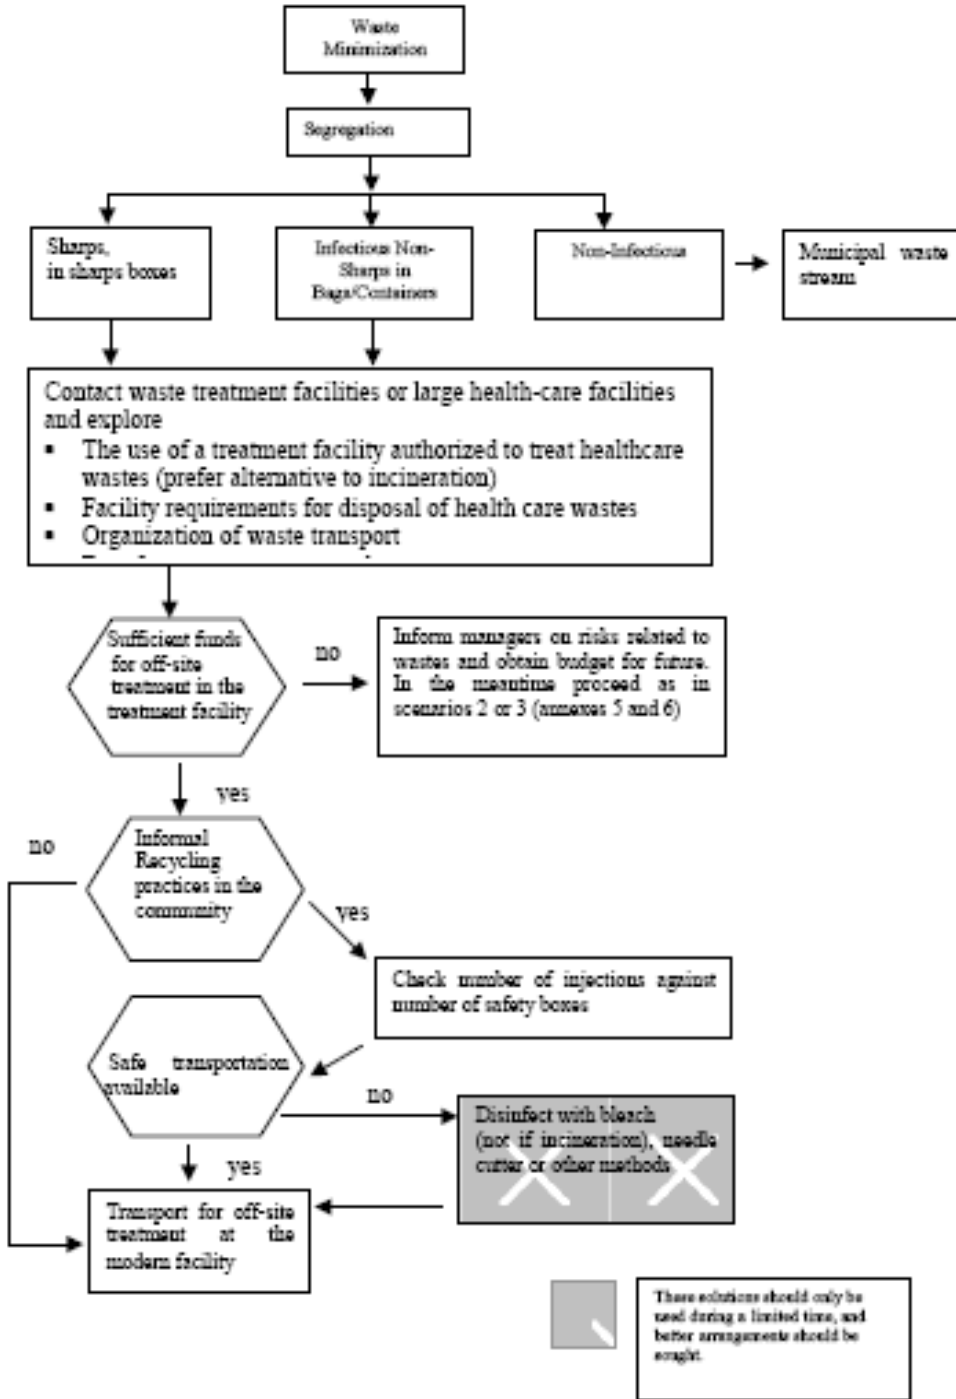 Waste
Minimization
Segregation
Sharps,
in sharps boxes
Infectious Non-
Sharps in
Bags/Containers
Non-Infectious
Municipal waste
stream
Contact waste treatment facilities or large health-care facilities
and explore
▪ The use of a treatment facility authorized to treat healthcare
wastes (prefer alternative to incineration)
▪ Facility requirements for disposal of health care wastes
▪ Organization of waste transport
Sufficient funds
for off-site
treatment in the
treatment facility
no
Inform managers on risks related to
wastes and obtain budget for future.
In the meantime proceed as in
scenarios 2 or 3 (annexes 5 and 6)
yes
no
Informal
Recycling
practices in the
community
yes
Check number of injections against
number of safety boxes
Safe transportation
available
no
Disinfect with bleach
(not if incineration), needle
cutter or other methods
yes
Transport for off-site
treatment at the
modern facility
These solutions should only be
used during a limited time, and
better arrangements should be
sought.